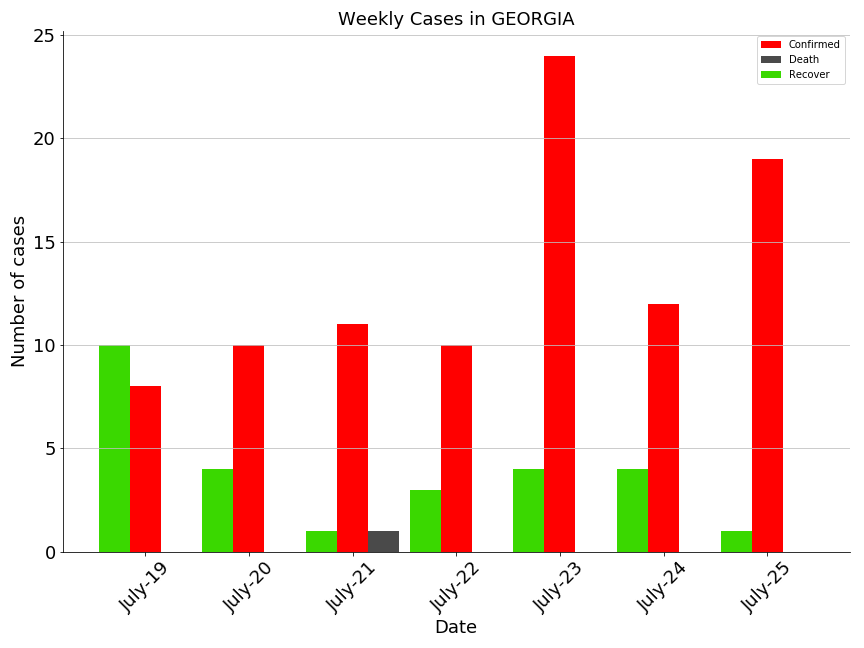 Weekly Cases in GEORGIA
Confirmed
Death
Recover
Number of cases
25
20
15
10
5
0
July-19
July-20
July-21
July-22
July-23
July-24
July-25
Date